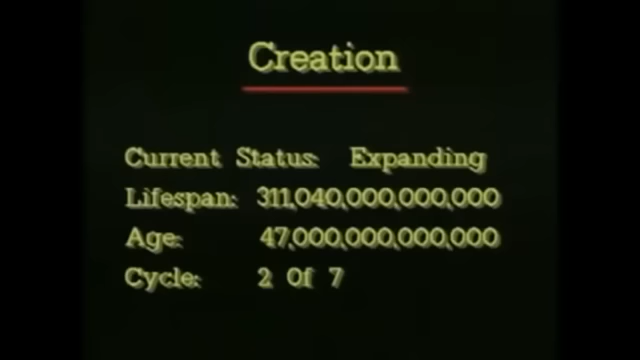 Creation
Current Status: Expanding
Lifespan: 311,040,000,000,000
Age: 47,000,000,000,000
Cycle: 2 Of 7